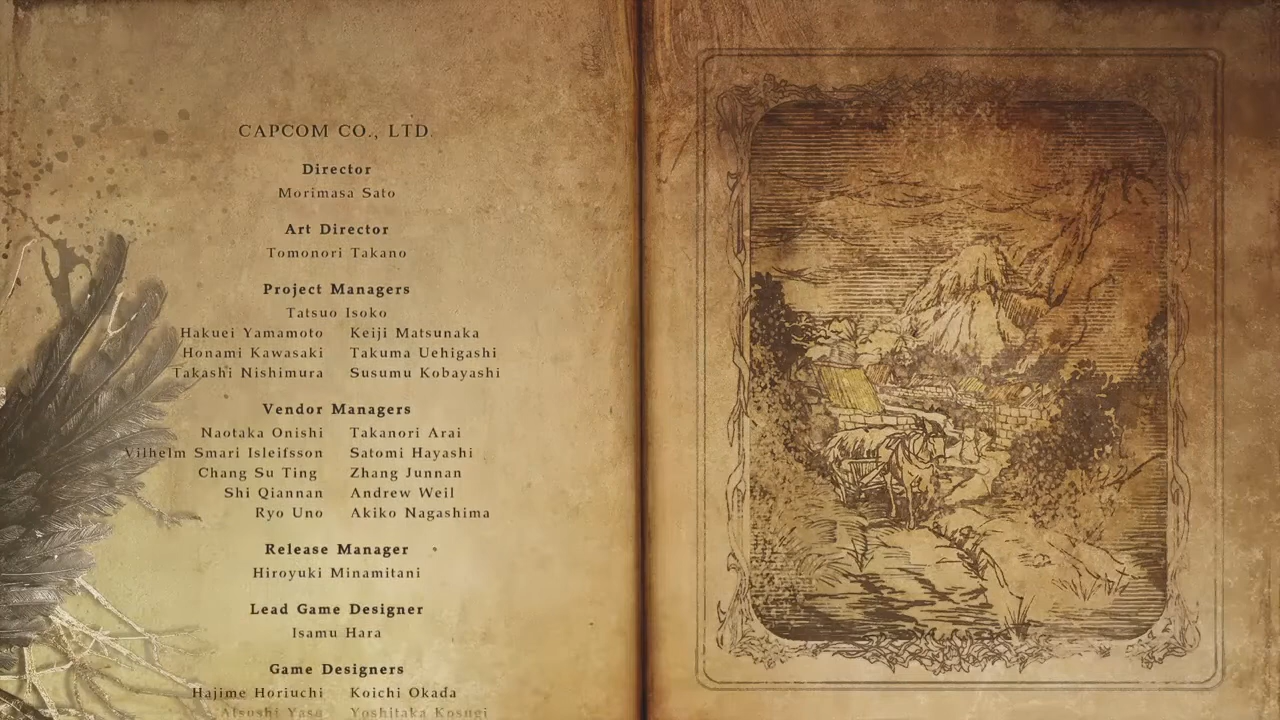 CAPCOM CO., LTD.
Director
Morimasa Sato
Art Director
Tomonori Takano
Project Managers
Tatsuo Isoko
Hakuei Yamamoto Keiji Matsunaka
Honami Kawasaki Takuma Uehigashi
Takashi Nishimura Susumu Kobayashi
Vendor Managers
Naotaka Onishi Takanori Arai
Vilhelm Smari Isleifsson Satomi Hayashi
Chang Su Ting Zhang Junnan
Shi Qiannan Andrew Weil
Ryo Uno Akiko Nagashima
Release Manager
Hiroyuki Minamitani
Lead Game Designer
Isamu Hara
Game Designers
Hajime Horiuchi Koichi Okada
Yoshitaka Kosugi